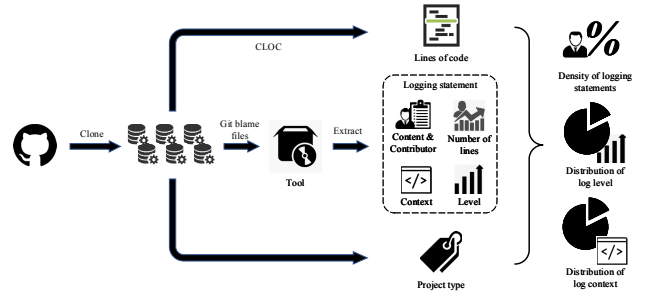 CLOC
Lines of code
Logging statement
Clone
Git blame
files
Tool
Extract
Content &
Contributor
Number of
lines
</>
Context
Level
Project type
%
Density of logging
statements
Distribution of
log level
</>
Distribution of
log context